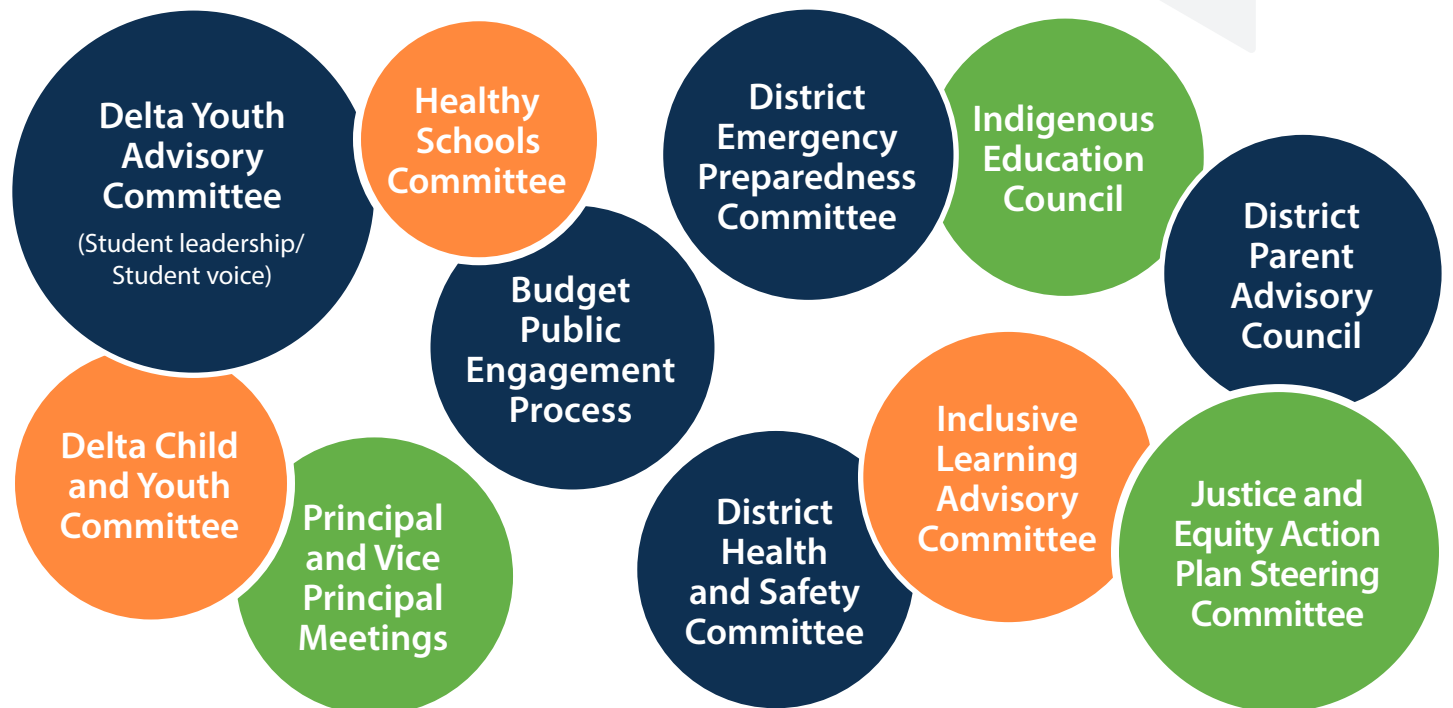 Delta Youth
Advisory
Committee
(Student leadership/
Student voice)
Healthy
Schools
Committee
District
Emergency
Preparedness
Committee
Indigenous
Education
Council
District
Parent
Advisory
Council
Budget
Public
Engagement
Process
Delta Child
and Youth
Committee
Principal
and Vice
Principal
Meetings
District
Health
and Safety
Committee
Inclusive
Learning
Advisory
Committee
Justice and
Equity Action
Plan Steering
Committee